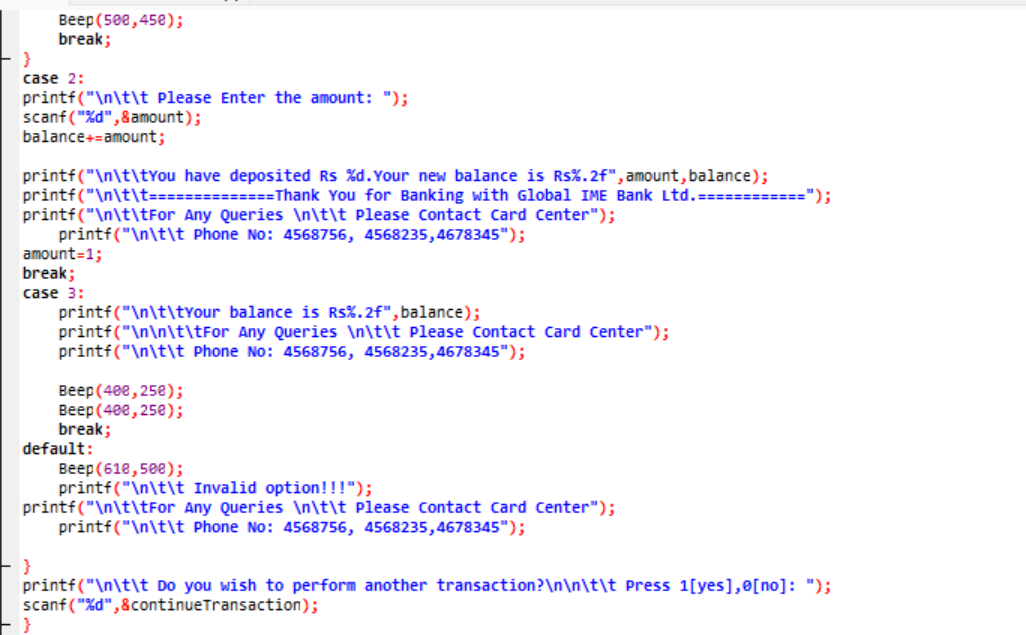 Beep(500,450);
break;
}
case 2:
printf("\n\t\t Please Enter the amount: ");
scanf("%d",&amount);
balance+=amount;
printf("\n\t\tYou have deposited Rs %d.Your new balance is Rs%.2f",amount,balance);
printf("\n\t\t==============Thank You for Banking with Global IME Bank Ltd.============");
printf("\n\t\tFor Any Queries \n\t\t Please Contact Card Center");
printf("\n\t\t Phone No: 4568756, 4568235,4678345");
amount=1;
break;
case 3:
printf("\n\t\tYour balance is Rs%.2f",balance);
printf("\n\n\t\tFor Any Queries \n\t\t Please Contact Card Center");
printf("\n\t\t Phone No: 4568756, 4568235,4678345");
Beep(400,250);
Beep(400,250);
break;
default:
Beep(610,500);
printf("\n\t\t Invalid option!!!");
printf("\n\t\tFor Any Queries \n\t\t Please Contact Card Center");
printf("\n\t\t Phone No: 4568756, 4568235,4678345");
}
printf("\n\t\t Do you wish to perform another transaction?\n\n\t\t Press 1[yes],0[no]: ");
scanf("%d",&continueTransaction);
}